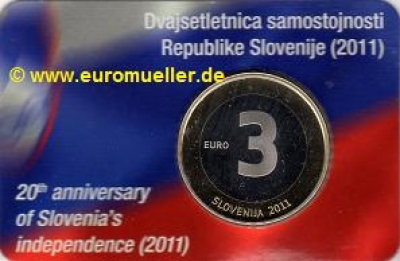 Dvajsetletnica samostojnosti
Republike Slovenije (2011)
© www.euromueller.de
EURO
3
SLOVENIJA 2011
20th anniversary
of Slovenia's
independence (2011)